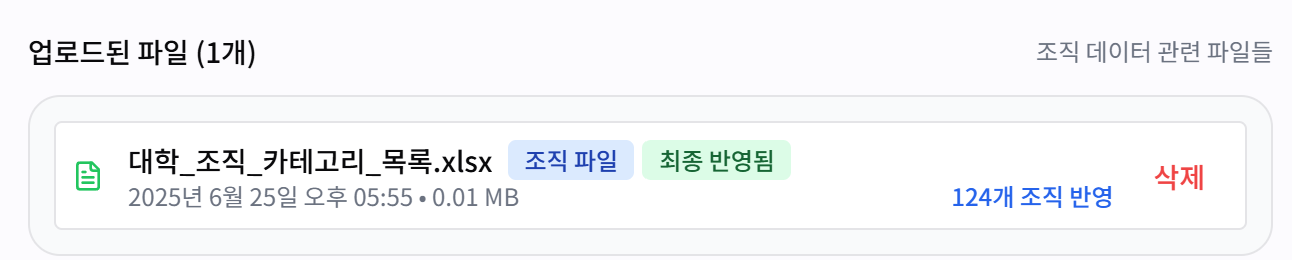 업로드된 파일 (1개)
조직 데이터 관련 파일들
대학_조직_카테고리_목록.xlsx 조직 파일 최종 반영됨
삭제
2025년 6월 25일 오후 05:55 • 0.01 MB
124개 조직 반영